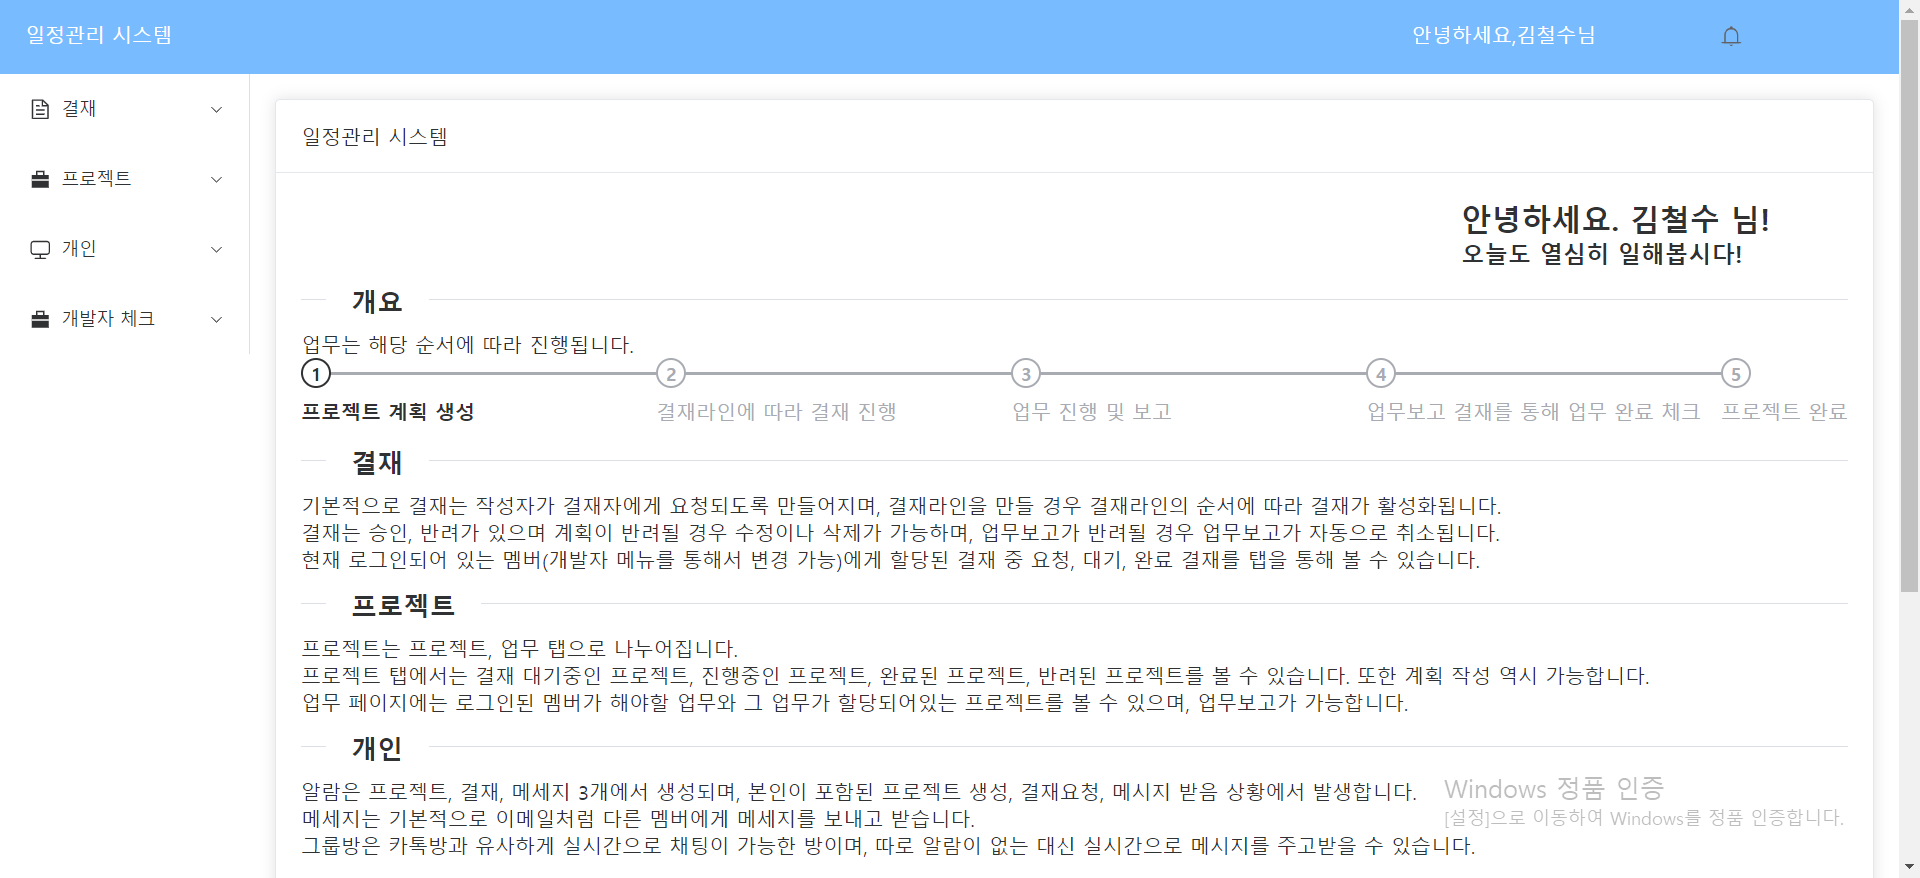 일정관리 시스템
안녕하세요,김철수님
결재
프로젝트
개인
개발자 체크
일정관리 시스템
안녕하세요. 김철수 님!
오늘도 열심히 일해봅시다!
개요
업무는 해당 순서에 따라 진행됩니다.
1 2 3 4 5
프로젝트 계획 생성 결재라인에 따라 결재 진행 업무 진행 및 보고 업무보고 결재를 통해 업무 완료 체크 프로젝트 완료
결재
기본적으로 결재는 작성자가 결재자에게 요청되도록 만들어지며, 결재라인을 만들 경우 결재라인의 순서에 따라 결재가 활성화됩니다.
결재는 승인, 반려가 있으며 계획이 반려될 경우 수정이나 삭제가 가능하며, 업무보고가 반려될 경우 업무보고가 자동으로 취소됩니다.
현재 로그인되어 있는 멤버(개발자 메뉴를 통해서 변경 가능)에게 할당된 결재 중 요청, 대기, 완료 결재를 탭을 통해 볼 수 있습니다.
프로젝트
프로젝트는 프로젝트, 업무 탭으로 나누어집니다.
프로젝트 탭에서는 결재 대기중인 프로젝트, 진행중인 프로젝트, 완료된 프로젝트, 반려된 프로젝트를 볼 수 있습니다. 또한 계획 작성 역시 가능합니다.
업무 페이지에는 로그인된 멤버가 해야할 업무와 그 업무가 할당되어있는 프로젝트를 볼 수 있으며, 업무보고가 가능합니다.
개인
알람은 프로젝트, 결재, 메세지 3개에서 생성되며, 본인이 포함된 프로젝트 생성, 결재요청, 메시지 받음 상황에서 발생합니다.
메세지는 기본적으로 이메일처럼 다른 멤버에게 메세지를 보내고 받습니다.
그룹방은 카톡방과 유사하게 실시간으로 채팅이 가능한 방이며, 따로 알람이 없는 대신 실시간으로 메시지를 주고받을 수 있습니다.
Windows 정품 인증
[설정]으로 이동하여 Windows를 정품 인증합니다.